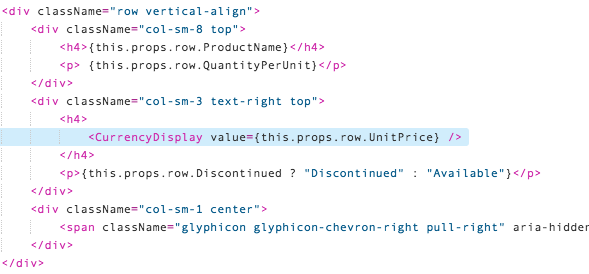 <div className="row vertical-align">
<div className="col-sm-8 top">
<h4>{this.props.row.ProductName}</h4>
<p> {this.props.row.QuantityPerUnit}</p>
</div>
<div className="col-sm-3 text-right top">
<h4>
<CurrencyDisplay value={this.props.row.UnitPrice} />
</h4>
<p>{this.props.row.Discontinued ? "Discontinued" : "Available"}</p>
</div>
<div className="col-sm-1 center">
<span className="glyphicon glyphicon-chevron-right pull-right" aria-hidden
</div>
</div>